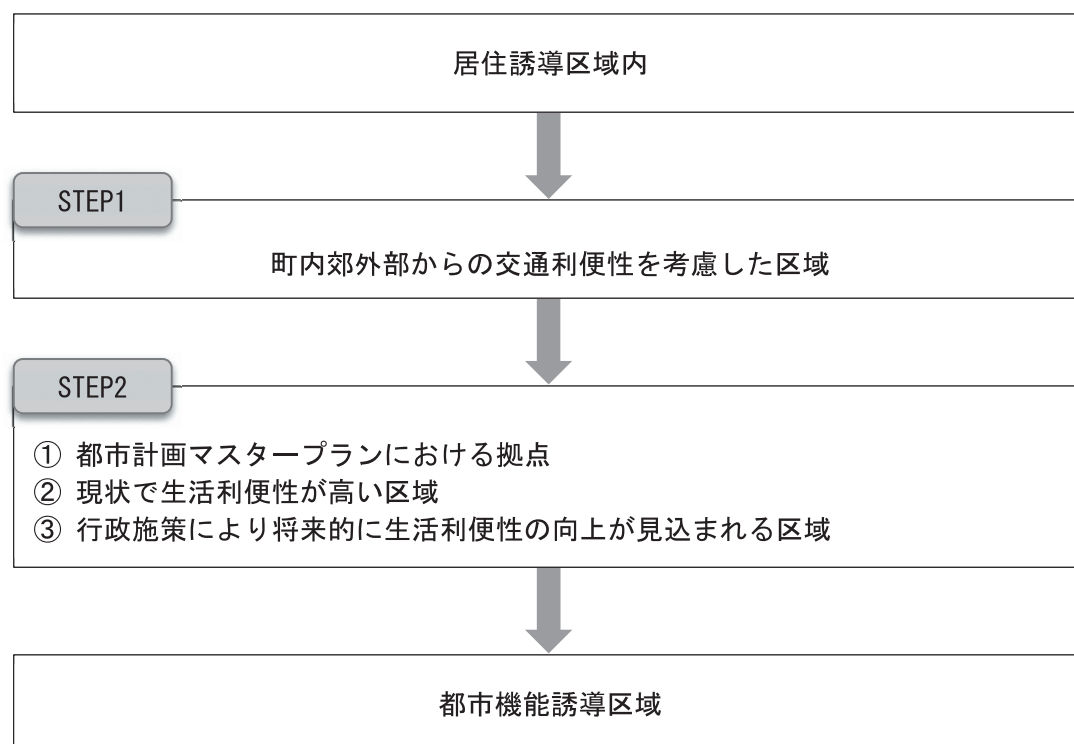 居住誘導区域内
STEP1
町内郊外部からの交通利便性を考慮した区域
STEP2
① 都市計画マスタープランにおける拠点
② 現状で生活利便性が高い区域
③ 行政施策により将来的に生活利便性の向上が見込まれる区域
都市機能誘導区域